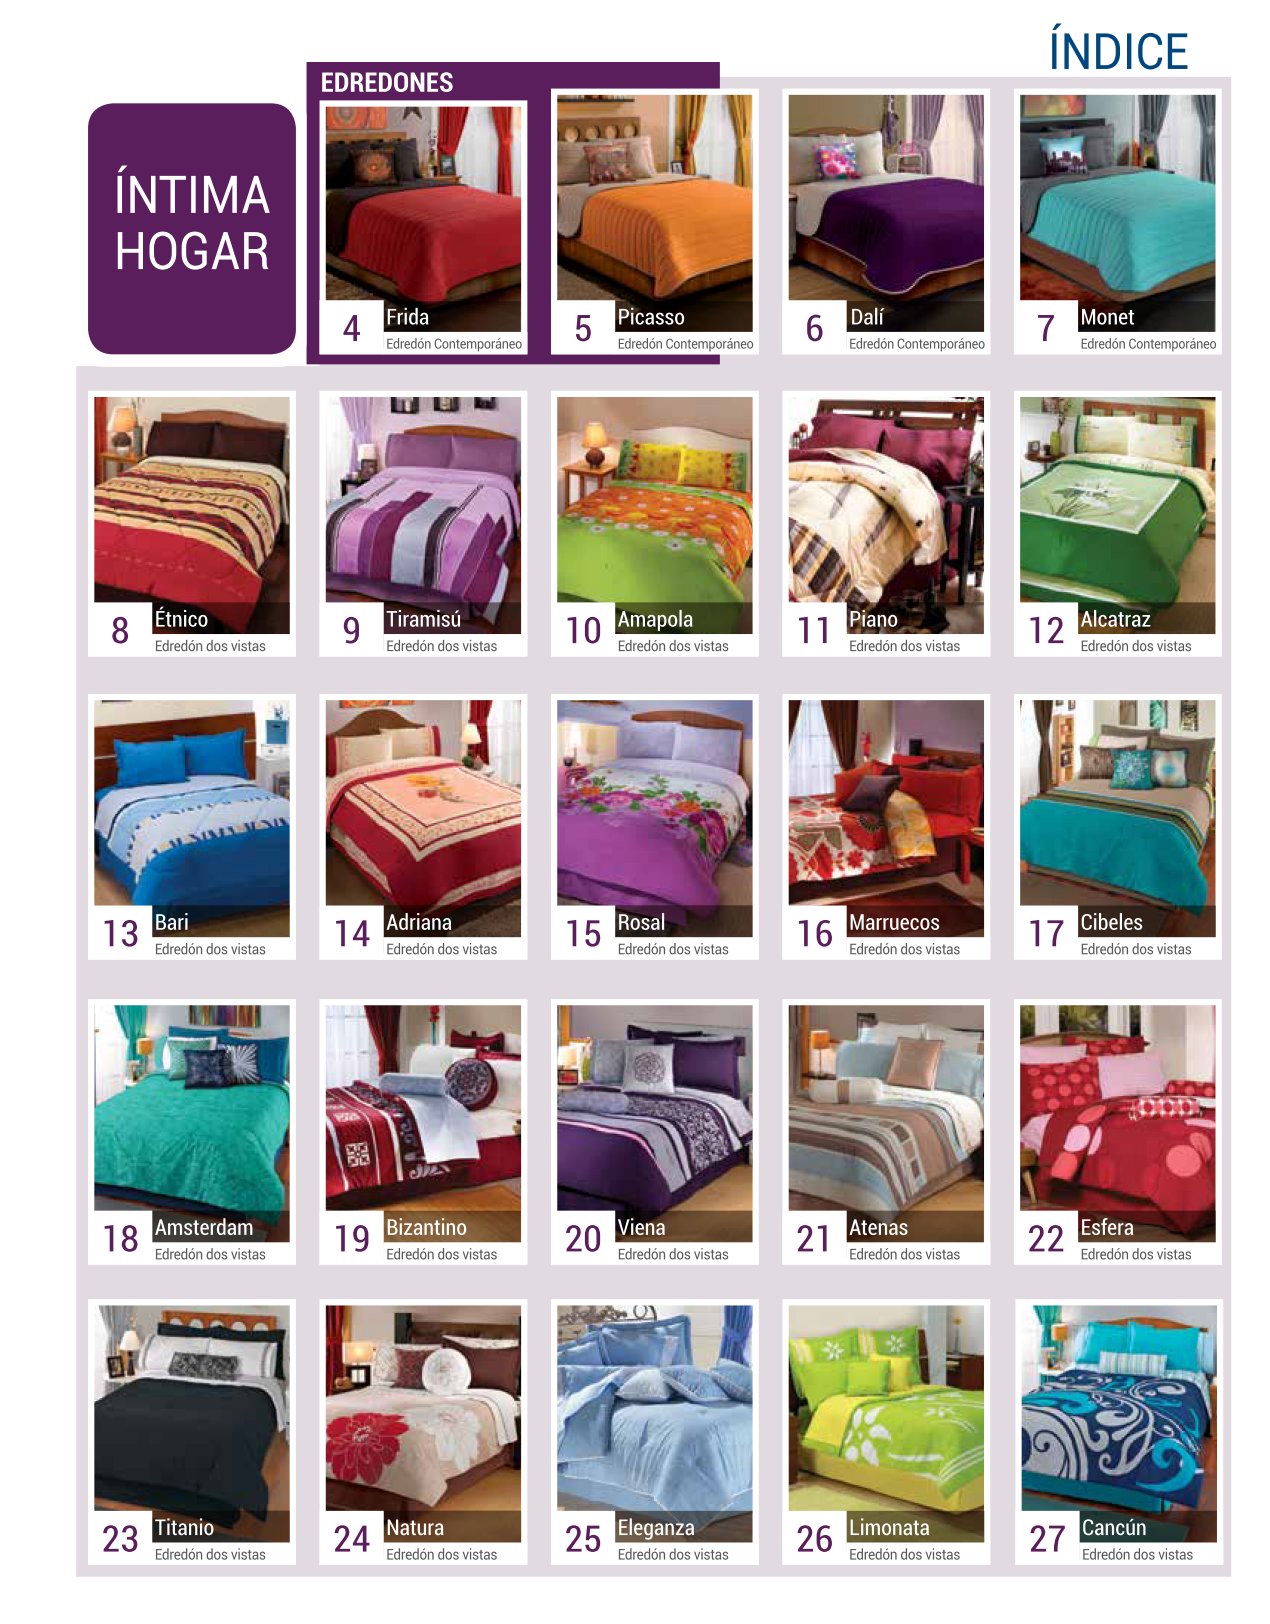 ÍNDICE
EDREDONES
ÍNTIMA
HOGAR
4
Frida
Edredón Contemporáneo
5
Picasso
Edredón Contemporáneo
6
Dalí
Edredón Contemporáneo
7
Monet
Edredón Contemporáneo
8
Étnico
Edredón dos vistas
9
Tiramisú
Edredón dos vistas
10
Amapola
Edredón dos vistas
11
Piano
Edredón dos vistas
12
Alcatraz
Edredón dos vistas
13
Bari
Edredón dos vistas
14
Adriana
Edredón dos vistas
15
Rosal
Edredón dos vistas
16
Marruecos
Edredón dos vistas
17
Cibeles
Edredón dos vistas
18
Amsterdam
Edredón dos vistas
19
Bizantino
Edredón dos vistas
20
Viena
Edredón dos vistas
21
Atenas
Edredón dos vistas
22
Esfera
Edredón dos vistas
23
Titanio
Edredón dos vistas
24
Natura
Edredón dos vistas
25
Eleganza
Edredón dos vistas
26
Limonata
Edredón dos vistas
27
Cancún
Edredón dos vistas